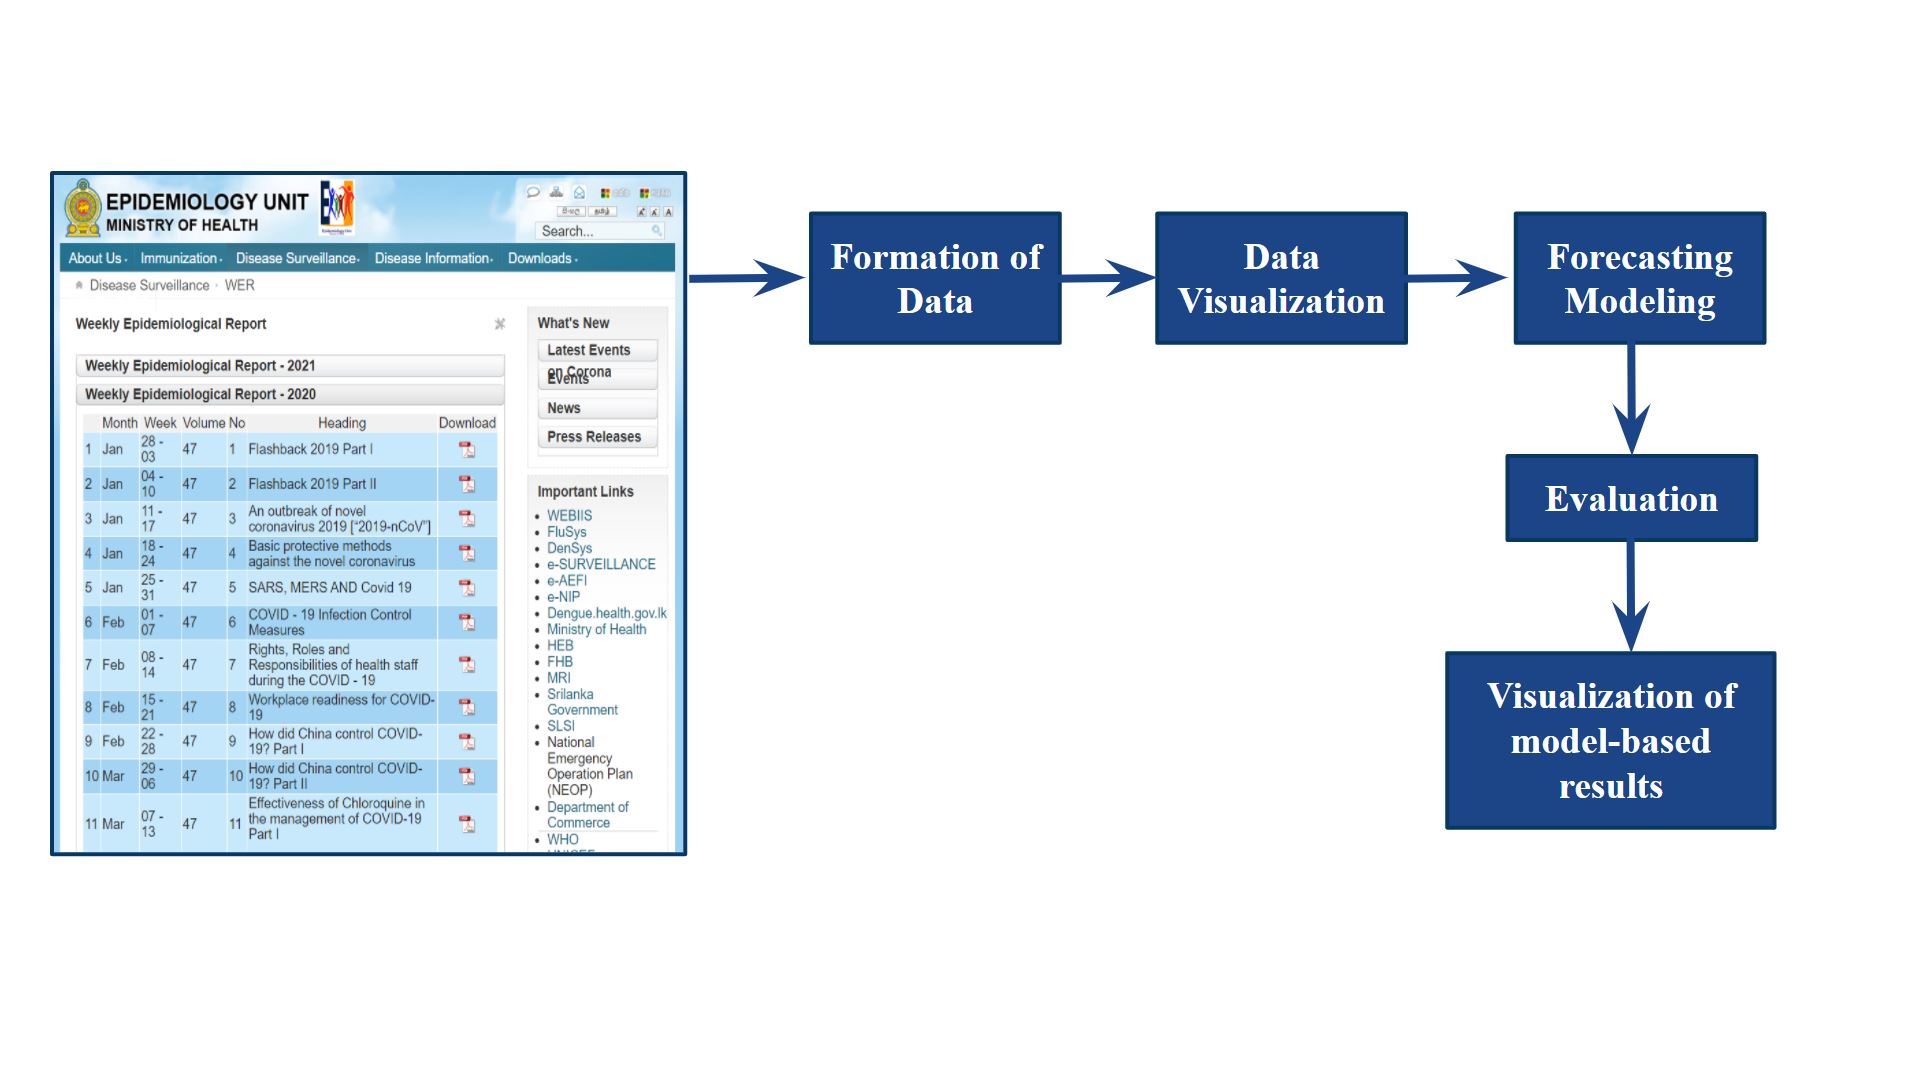 EPIDEMIOLOGY UNIT
MINISTRY OF HEALTH
Search...
About Us
Immunization
Disease Surveillance
Disease Information
Downloads
Disease Surveillance · WER
Weekly Epidemiological Report
Weekly Epidemiological Report - 2021
Weekly Epidemiological Report - 2020
Month Week Volume No Heading Download
1 Jan 28 - 03 47 1 Flashback 2019 Part I
2 Jan 04 - 10 47 2 Flashback 2019 Part II
3 Jan 11 - 17 47 3 An outbreak of novel
coronavirus 2019 ["2019-nCoV"]
4 Jan 18 - 24 47 4 Basic protective methods
against the novel coronavirus
5 Jan 25 - 31 47 5 SARS, MERS AND Covid 19
6 Feb 01 - 07 47 6 COVID - 19 Infection Control
Measures
7 Feb 08 - 14 47 7 Rights, Roles and
Responsibilities of health staff
during the COVID - 19
8 Feb 15 - 21 47 8 Workplace readiness for COVID-
19
9 Feb 22 - 28 47 9 How did China control COVID-
19? Part I
10 Mar 29 - 06 47 10 How did China control COVID-
19? Part II
11 Mar 07 - 13 47 11 Effectiveness of Chloroquine in
the management of COVID-19
Part I
What's New
Latest Events
on Corona
Events
News
Press Releases
Important Links
WEBIIS
FluSys
DenSys
e-SURVEILLANCE
e-AEFI
e-NIP
Dengue.health.gov.lk
Ministry of Health
HEB
FHB
MRI
Srilanka
Government
SLSI
National
Emergency
Operation Plan
(NEOP)
Department of
Commerce
WHO
Formation of
Data
Data
Visualization
Forecasting
Modeling
Evaluation
Visualization of
model-based
results